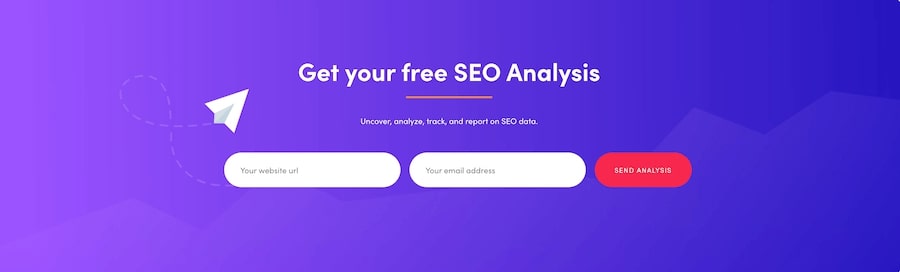 Get your free SEO Analysis
Uncover, analyze, track, and report on SEO data.
Your website url
Your email address
SEND ANALYSIS